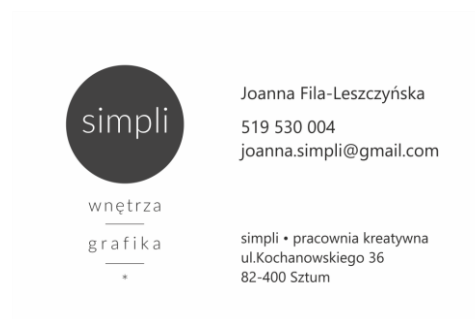 simpli
wnętrza
grafika
Joanna Fila-Leszczyńska
519 530 004
joanna.simpli@gmail.com
simpli • pracownia kreatywna
ul.Kochanowskiego 36
82-400 Sztum